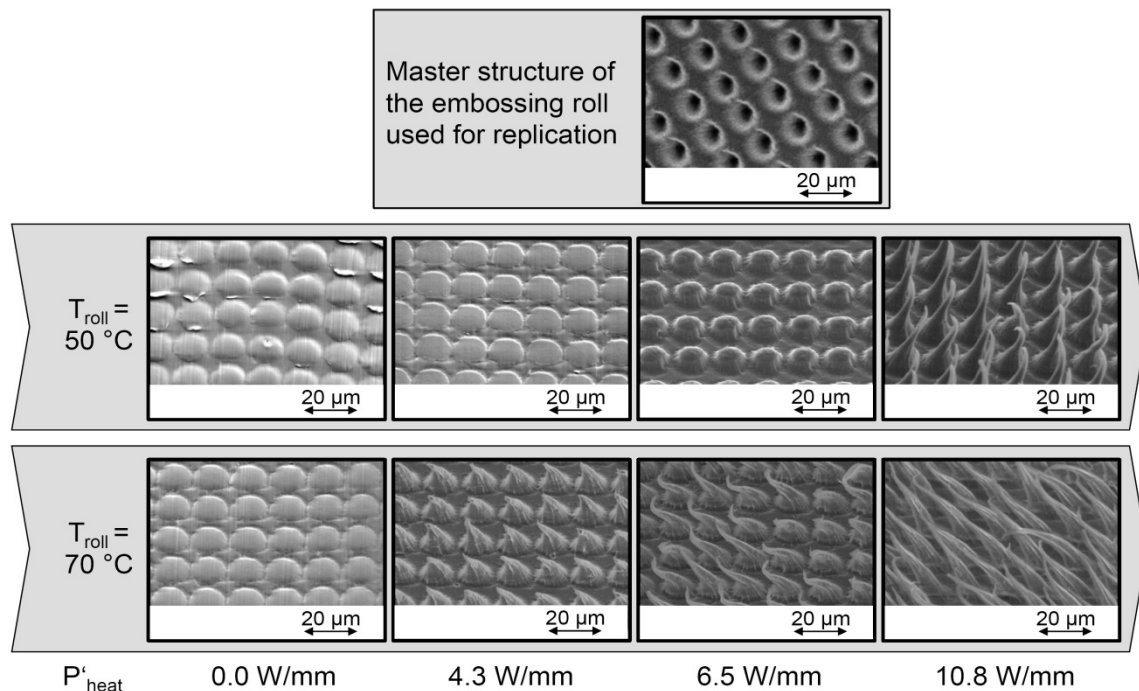 Master structure of
the embossing roll
used for replication
20 µm
T_roll =
50 °C
20 µm
20 µm
20 µm
20 µm
T_roll =
70 °C
20 µm
20 µm
20 µm
20 µm
P‘_heat
0.0 W/mm
4.3 W/mm
6.5 W/mm
10.8 W/mm